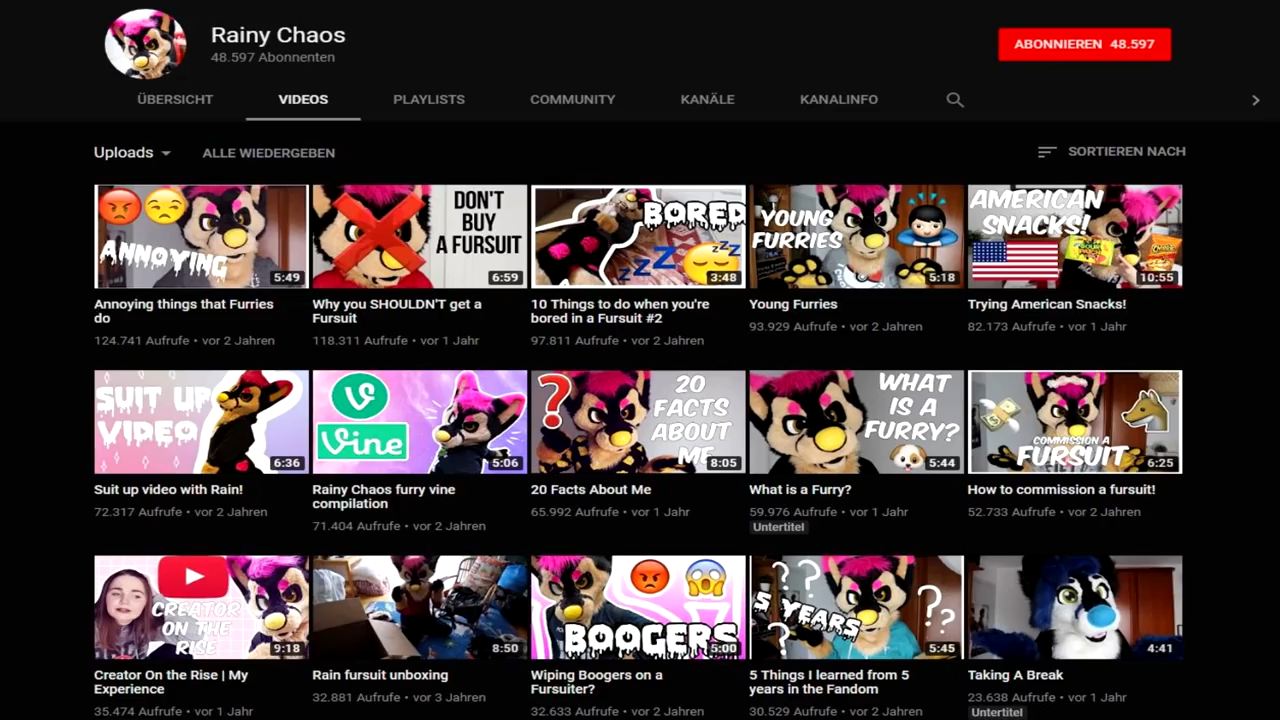 Rainy Chaos
48.597 Abonnenten
ABONNIEREN 48.597
ÜBERSICHT
VIDEOS
PLAYLISTS
COMMUNITY
KANÄLE
KANALINFO
Uploads
ALLE WIEDERGEBEN
SORTIEREN NACH
ANNOYING
5:49
Annoying things that Furries
do
124.741 Aufrufe • vor 2 Jahren
DON'T
BUY
A FURSUIT
6:59
Why you SHOULDN'T get a
Fursuit
118.311 Aufrufe • vor 1 Jahr
BORED
zzz
zzz
3:48
10 Things to do when you're
bored in a Fursuit #2
97.811 Aufrufe • vor 2 Jahren
YOUNG
FURRIES
5:18
Young Furries
93.929 Aufrufe • vor 2 Jahren
AMERICAN
SNACKS!
10:55
Trying American Snacks!
82.173 Aufrufe • vor 1 Jahr
SUIT UP
VIDEO
6:36
Suit up video with Rain!
72.317 Aufrufe • vor 2 Jahren
V
Vine
5:06
Rainy Chaos furry vine
compilation
71.404 Aufrufe • vor 2 Jahren
?
20
FACTS
ABOUT
ME
8:05
20 Facts About Me
65.992 Aufrufe • vor 1 Jahr
WHAT
IS A
FURRY?
5:44
What is a Furry?
59.976 Aufrufe • vor 1 Jahr
Untertitel
COMMISSION A
FURSUIT
6:25
How to commission a fursuit!
52.733 Aufrufe • vor 2 Jahren
CREATOR
ON THE
RISE
9:18
Creator On the Rise | My
Experience
35.474 Aufrufe • vor 1 Jahr
8:50
Rain fursuit unboxing
32.881 Aufrufe • vor 3 Jahren
BOOGERS
5:00
Wiping Boogers on a
Fursuiter?
32.633 Aufrufe • vor 2 Jahren
? ?
5 YEARS
?
? ?
5:45
5 Things I learned from 5
years in the Fandom
30.529 Aufrufe • vor 2 Jahren
4:41
Taking A Break
23.638 Aufrufe • vor 1 Jahr
Untertitel